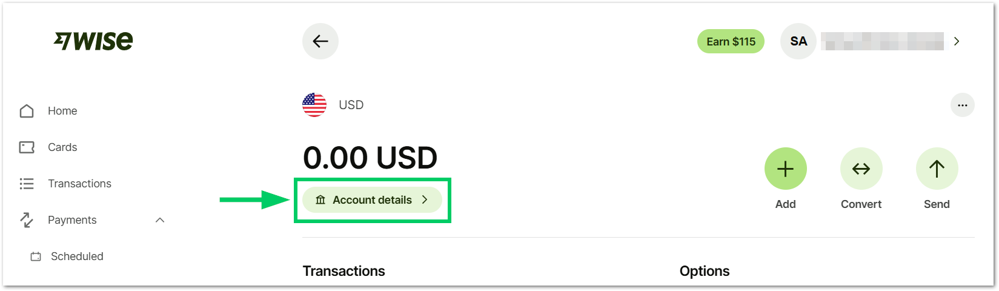 wise
Earn $115
SA
USD
Home
0.00 USD
Cards
Transactions
Account details
Add
Convert
Send
Payments
Scheduled
Transactions
Options